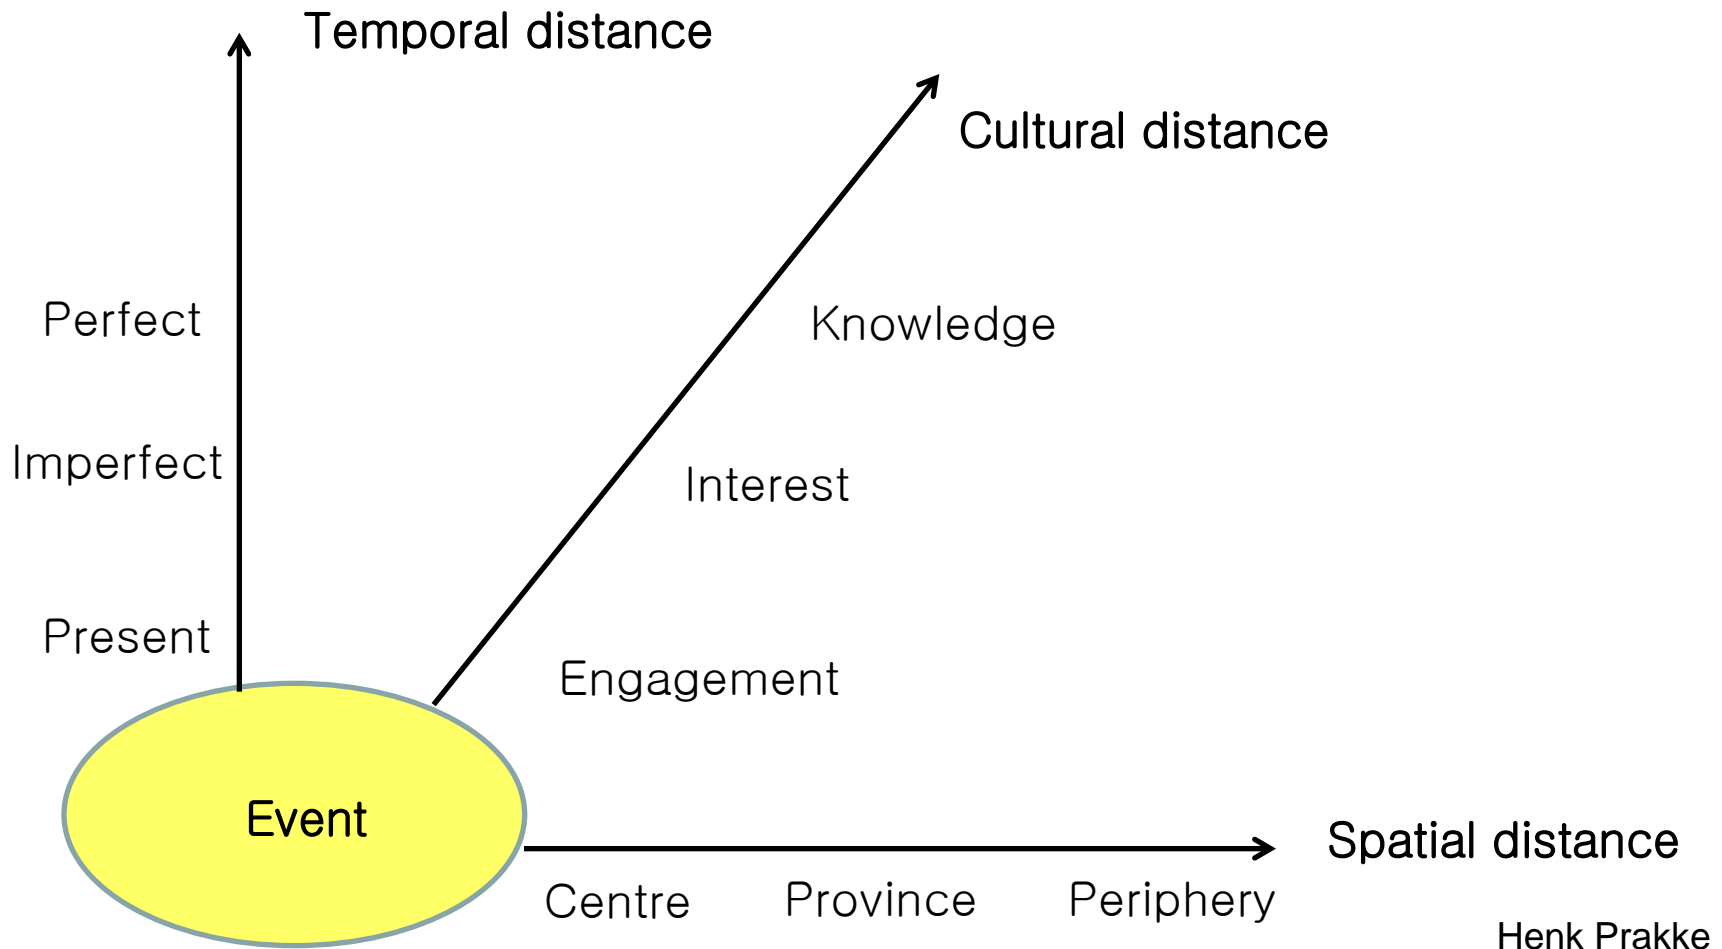 Temporal distance
Cultural distance
Perfect
Knowledge
Imperfect
Interest
Present
Engagement
Event
Spatial distance
Centre Province Periphery
Henk Prakke